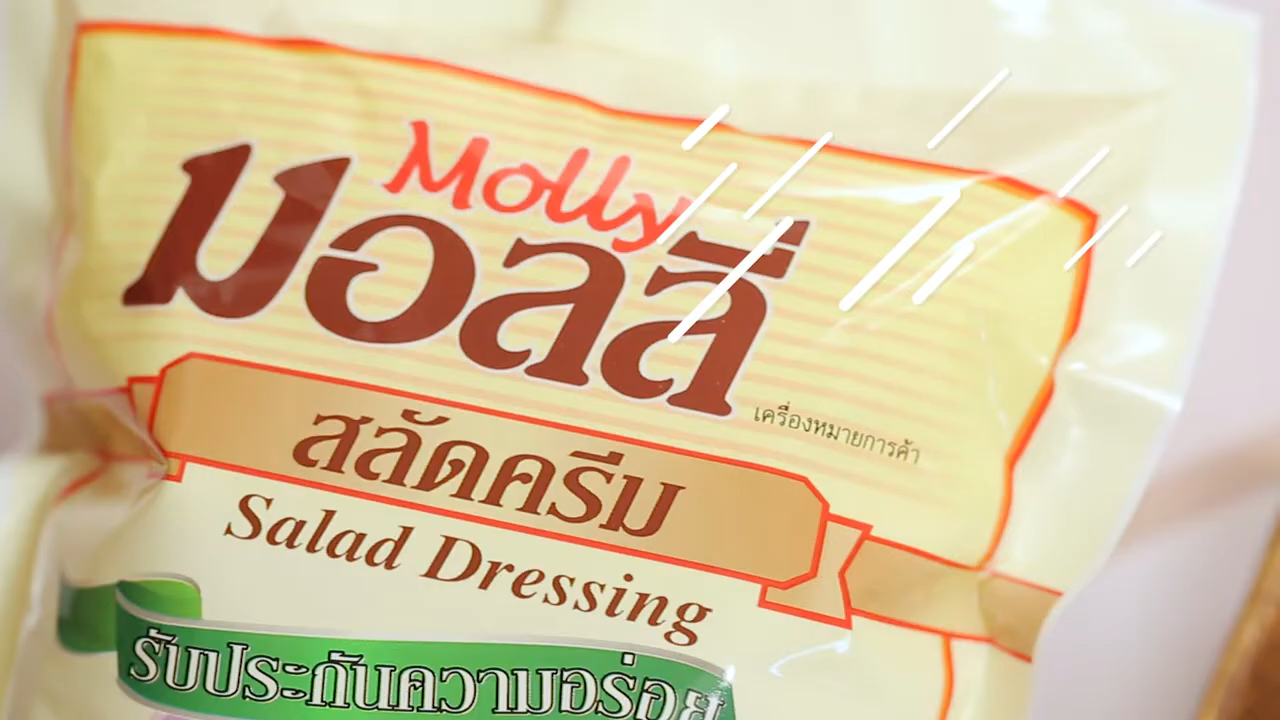 Molly
มอลลี่
เครื่องหมายการค้า
สลัดครีม
Salad Dressing
รับประกันความอร่อย